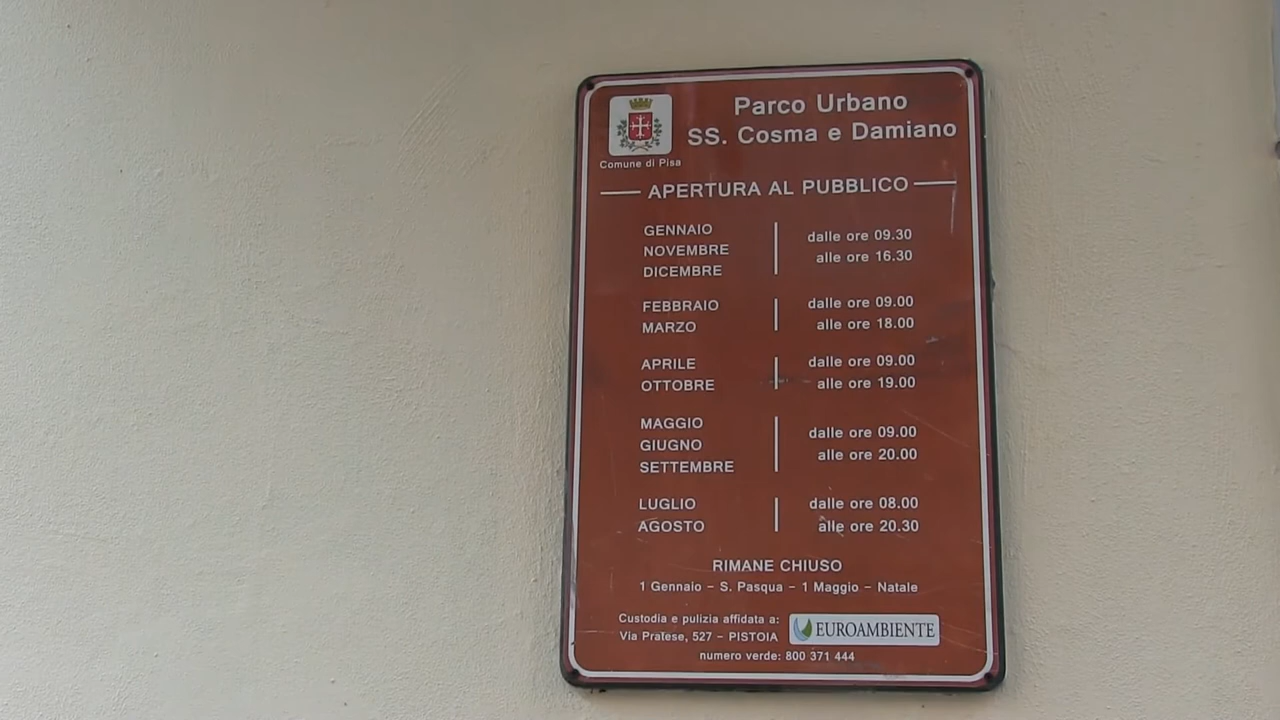 Parco Urbano
SS. Cosma e Damiano
Comune di Pisa
APERTURA AL PUBBLICO
GENNAIO
NOVEMBRE
DICEMBRE
dalle ore 09.30
alle ore 16.30
FEBBRAIO
MARZO
dalle ore 09.00
alle ore 18.00
APRILE
OTTOBRE
dalle ore 09.00
alle ore 19.00
MAGGIO
GIUGNO
SETTEMBRE
dalle ore 09.00
alle ore 20.00
LUGLIO
AGOSTO
dalle ore 08.00
alle ore 20.30
RIMANE CHIUSO
1 Gennaio - S. Pasqua - 1 Maggio - Natale
Custodia e pulizia affidata a:
Via Pratese, 527 - PISTOIA
EUROAMBIENTE
numero verde: 800 371 444